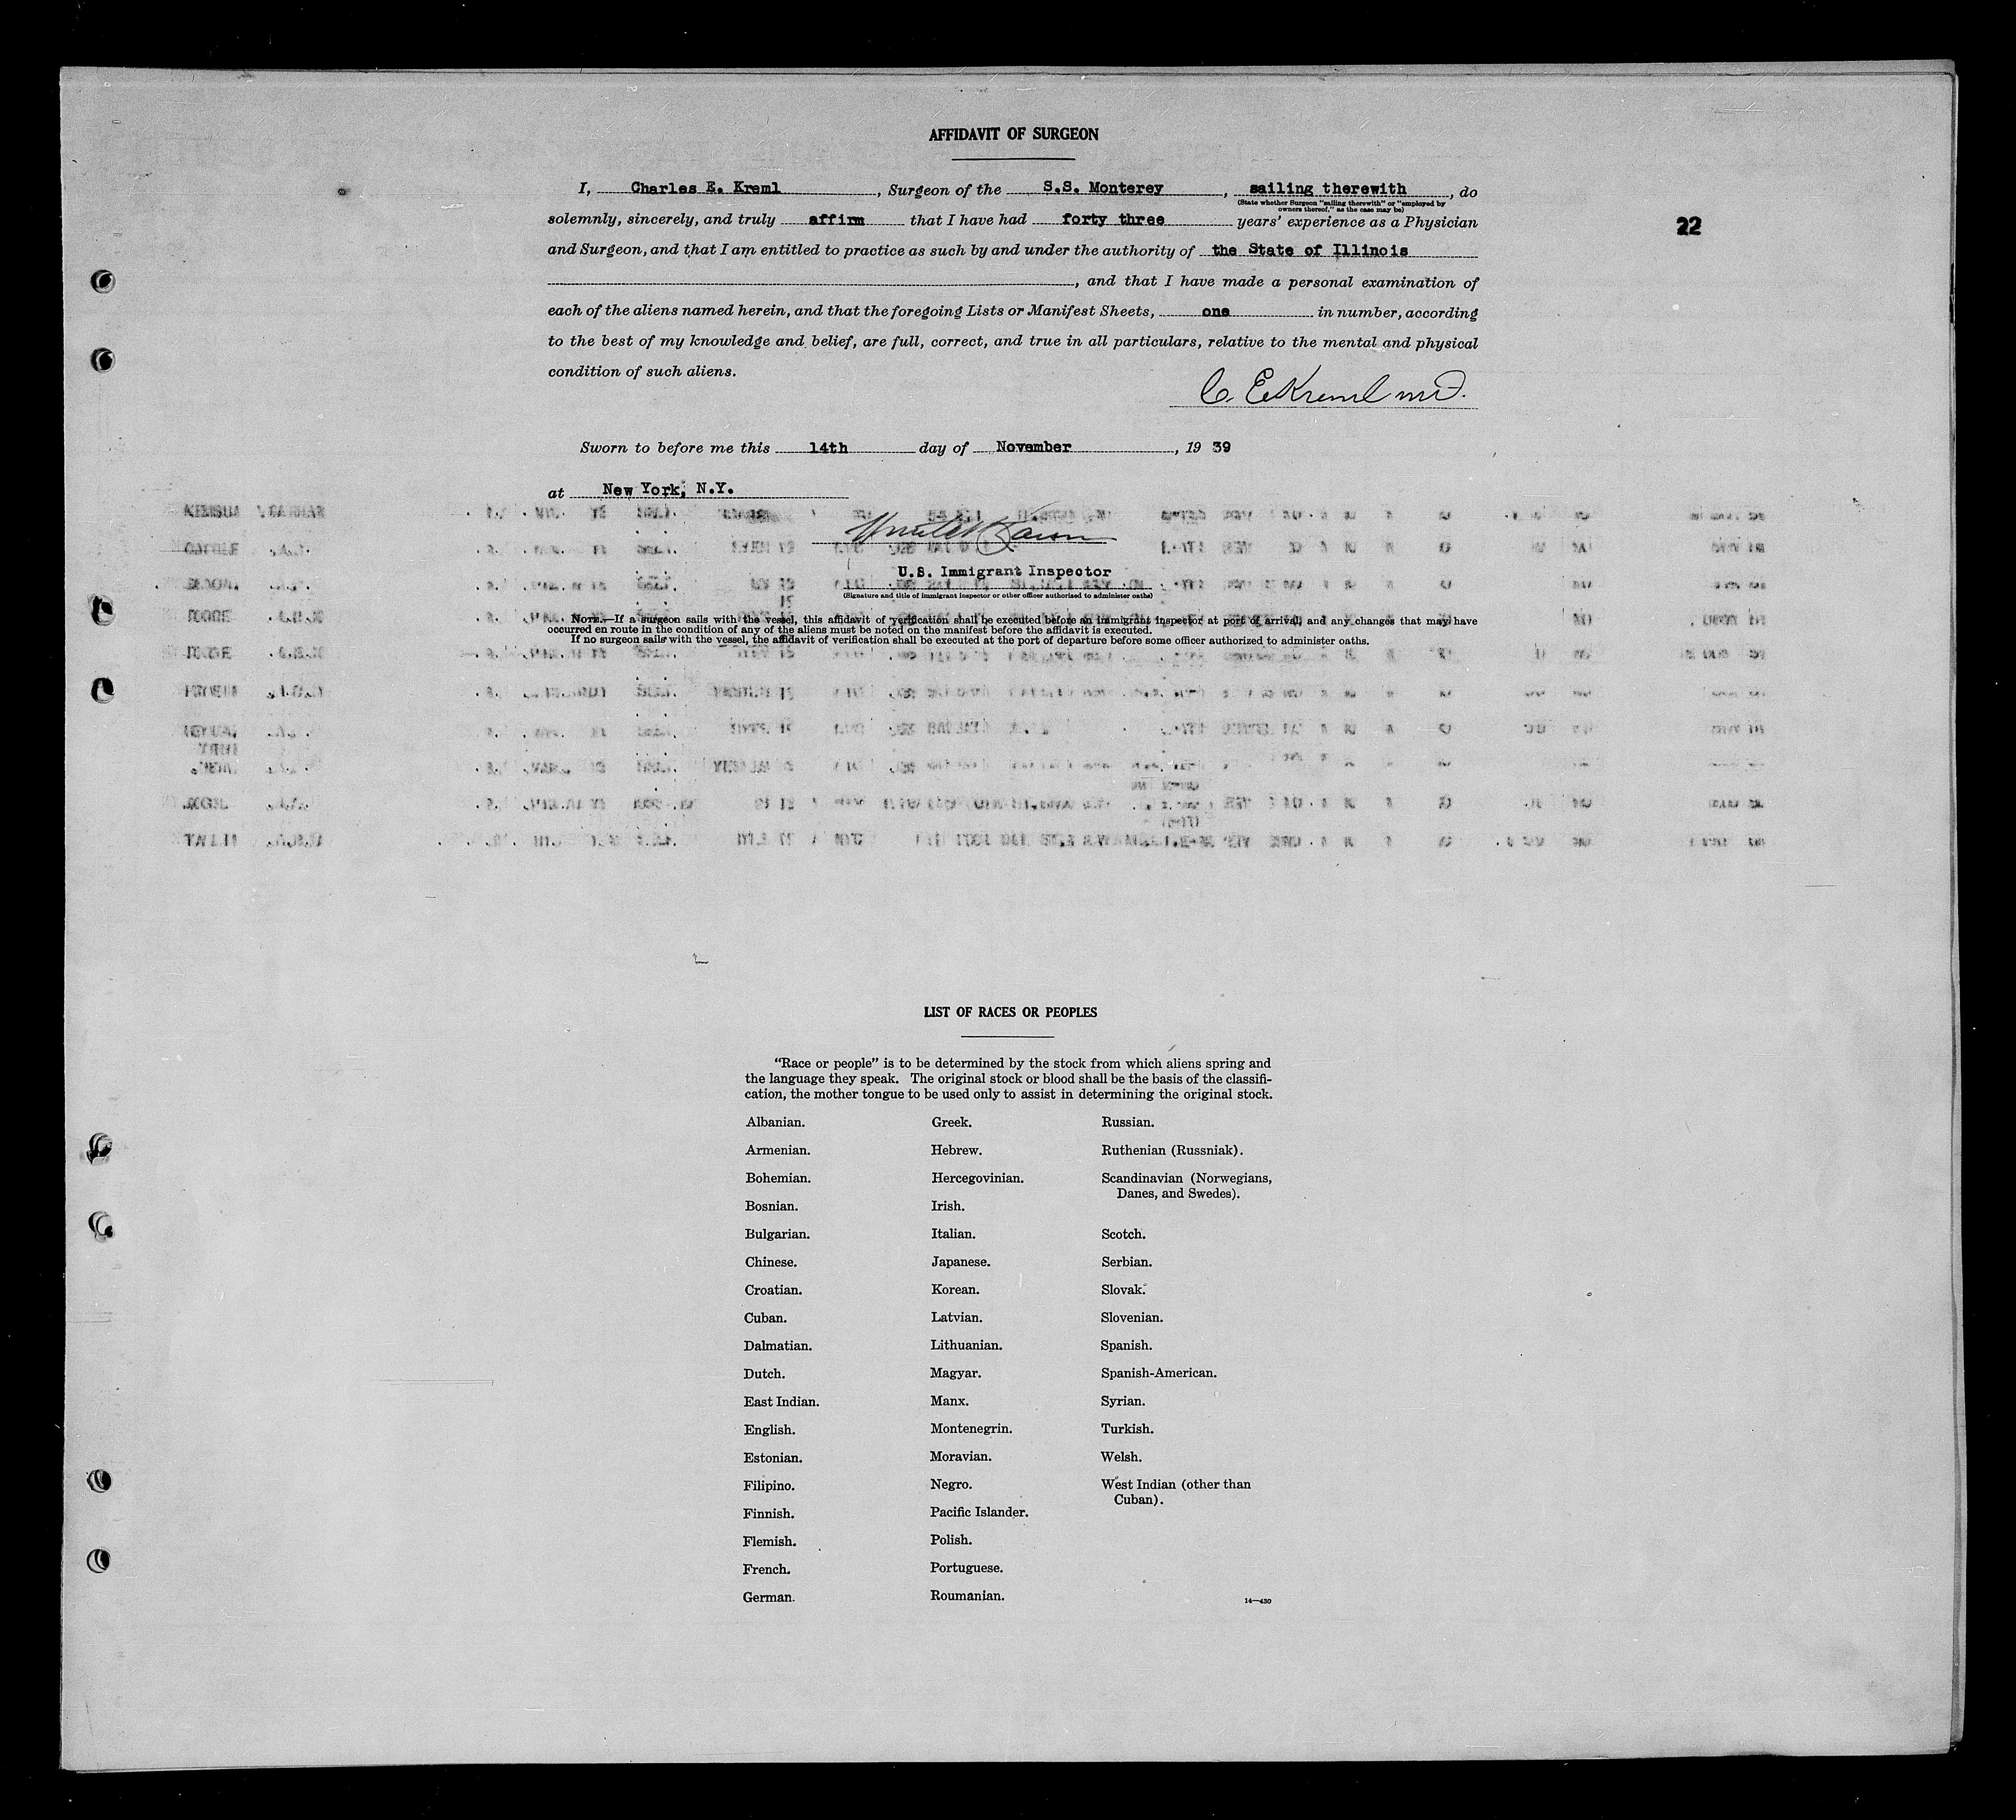 AFFIDAVIT OF SURGEON
I, Charles E. Kreml, Surgeon of the S.S. Monterey, sailing therewith, do
(State whether Surgeon "sailing therewith" or "employed by
owners thereof," as the case may be)
solemnly, sincerely, and truly affirm that I have had forty three years' experience as a Physician
22
and Surgeon, and that I am entitled to practice as such by and under the authority of the State of Illinois
, and that I have made a personal examination of
each of the aliens named herein, and that the foregoing Lists or Manifest Sheets, one in number, according
to the best of my knowledge and belief, are full, correct, and true in all particulars, relative to the mental and physical
condition of such aliens.
C. E. Kreml MD.
Sworn to before me this 14th day of November, 19 39
at New York, N.Y.
U.S. Immigrant Inspector
(Signature and title of immigrant inspector or other officer authorized to administer oaths)
NOTE.—If a surgeon sails with the vessel, this affidavit of verification shall be executed before an immigrant inspector at port of arrival, and any changes that may have
occurred en route in the condition of any of the aliens must be noted on the manifest before the affidavit is executed.
If no surgeon sails with the vessel, the affidavit of verification shall be executed at the port of departure before some officer authorized to administer oaths.
LIST OF RACES OR PEOPLES
"Race or people" is to be determined by the stock from which aliens spring and
the language they speak. The original stock or blood shall be the basis of the classifi-
cation, the mother tongue to be used only to assist in determining the original stock.
Albanian.
Armenian.
Bohemian.
Bosnian.
Bulgarian.
Chinese.
Croatian.
Cuban.
Dalmatian.
Dutch.
East Indian.
English.
Estonian.
Filipino.
Finnish.
Flemish.
French.
German.
Greek.
Hebrew.
Hercegovinian.
Irish.
Italian.
Japanese.
Korean.
Latvian.
Lithuanian.
Magyar.
Manx.
Montenegrin.
Moravian.
Negro.
Pacific Islander.
Polish.
Portuguese.
Roumanian.
Russian.
Ruthenian (Russniak).
Scandinavian (Norwegians,
Danes, and Swedes).
Scotch.
Serbian.
Slovak.
Slovenian.
Spanish.
Spanish-American.
Syrian.
Turkish.
Welsh.
West Indian (other than
Cuban).
14—430